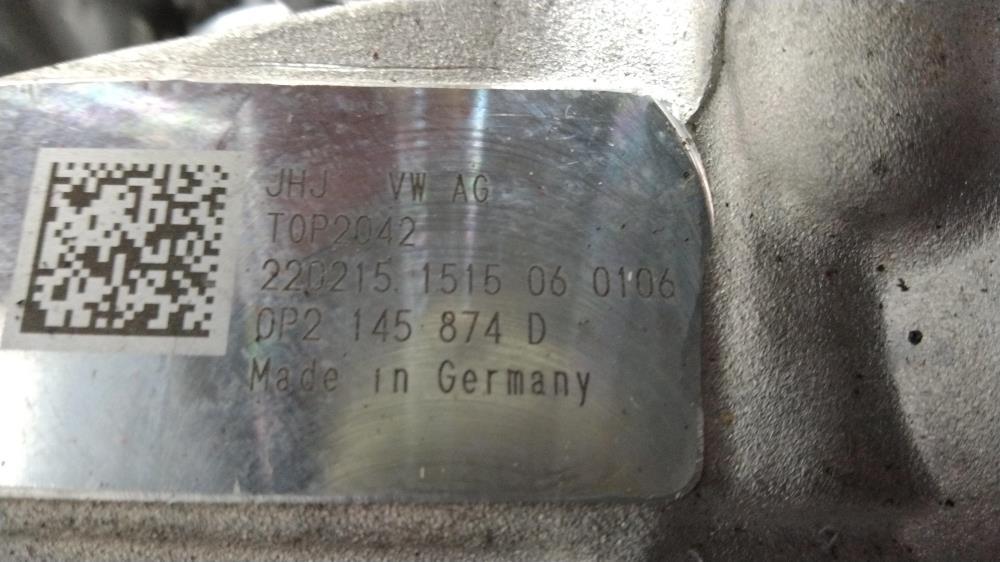 JHJ VW AG
T0P2042
220215 1515 06 0106
0P2 145 874 D
Made in Germany